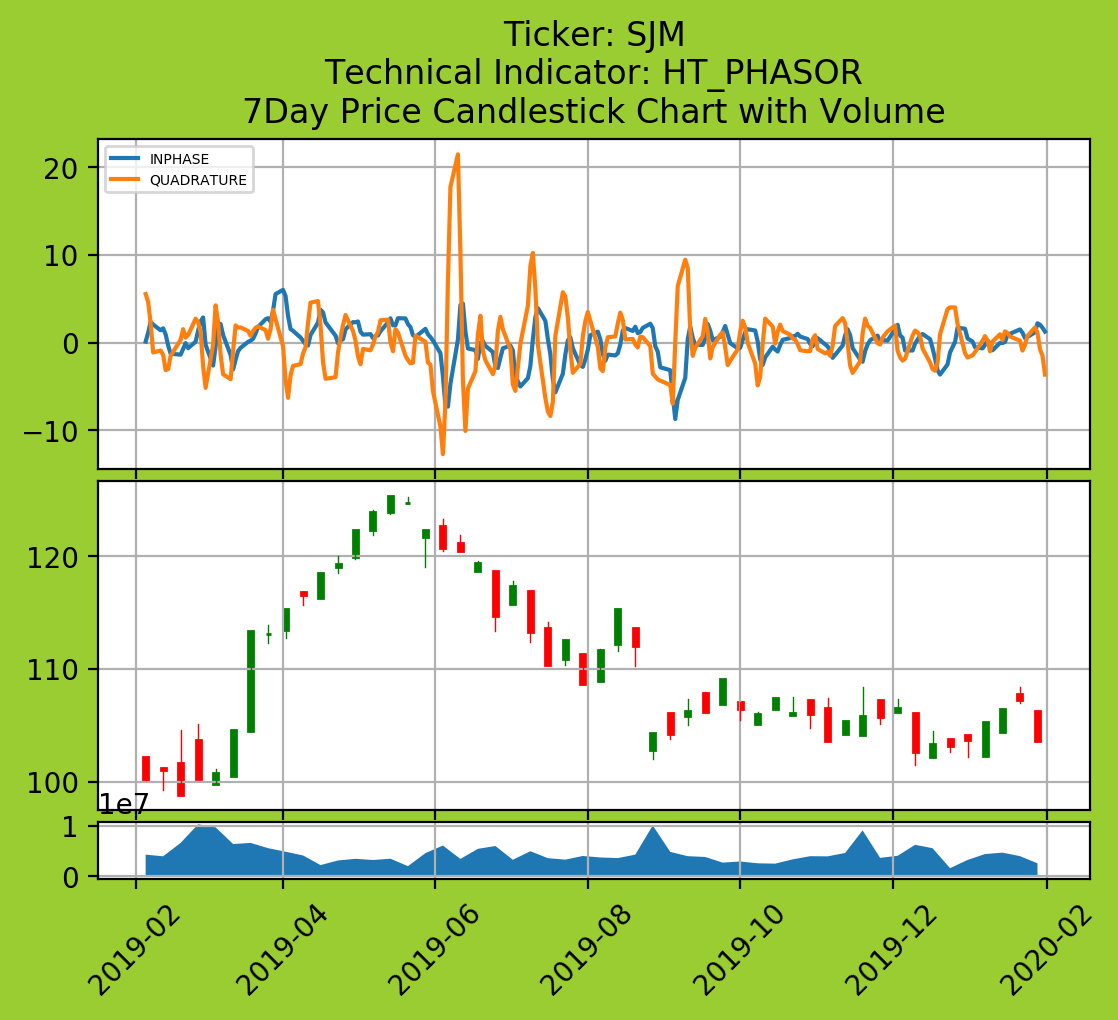 Ticker: SJM
Technical Indicator: HT_PHASOR
7Day Price Candlestick Chart with Volume
INPHASE
QUADRATURE
20
10
0
−10
120
110
100
1e7
1
0
2019-02
2019-04
2019-06
2019-08
2019-10
2019-12
2020-02